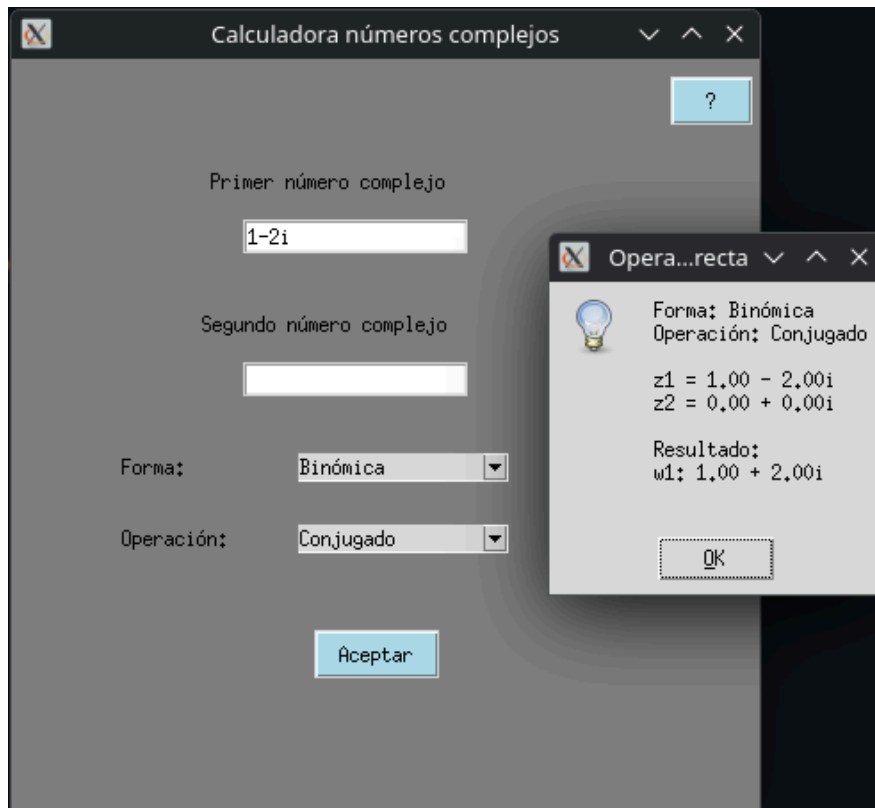 Calculadora números complejos
?
Primer número complejo
1-2i
Segundo número complejo
Forma:
Binómica
Operación:
Conjugado
Aceptar
Opera...recta
Forma: Binómica
Operación: Conjugado
z1 = 1.00 - 2.00i
z2 = 0.00 + 0.00i
Resultado:
w1: 1.00 + 2.00i
OK